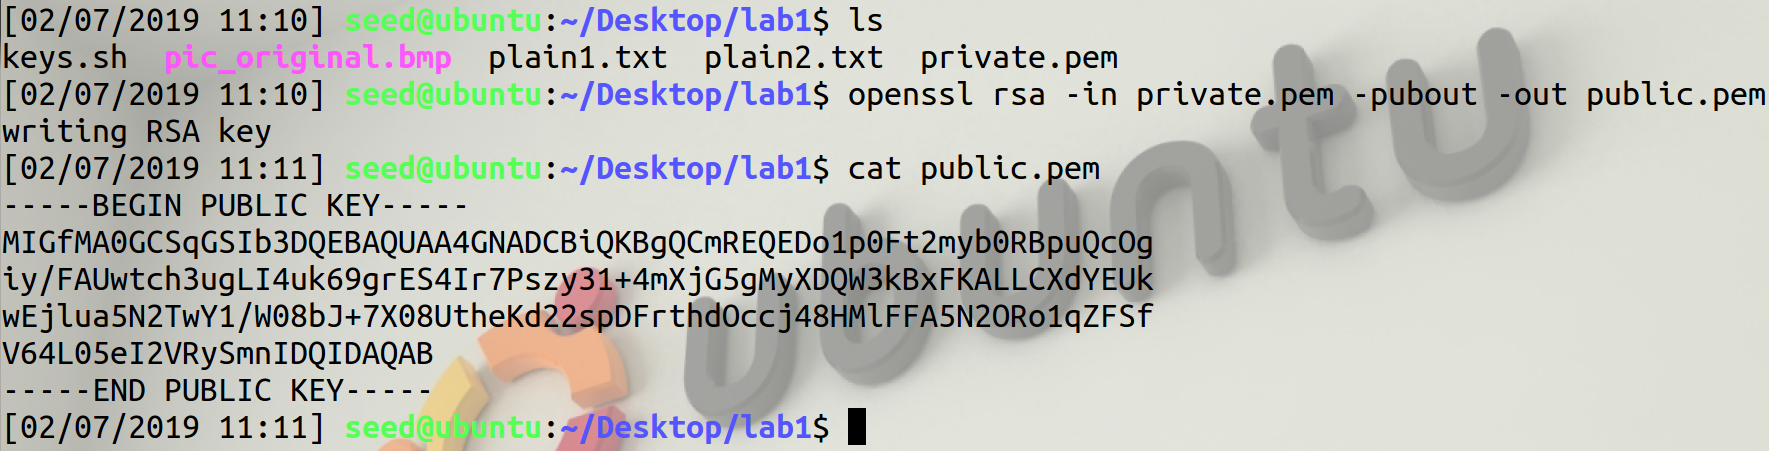 [02/07/2019 11:10] seed@ubuntu:~/Desktop/lab1$ ls
keys.sh  pic_original.bmp  plain1.txt  plain2.txt  private.pem
[02/07/2019 11:10] seed@ubuntu:~/Desktop/lab1$ openssl rsa -in private.pem -pubout -out public.pem
writing RSA key
[02/07/2019 11:11] seed@ubuntu:~/Desktop/lab1$ cat public.pem
-----BEGIN PUBLIC KEY-----
MIGfMA0GCSqGSIb3DQEBAQUAA4GNADCBiQKBgQCmREQEDo1p0Ft2myb0RBpuQcOg
iy/FAUwtch3ugLI4uk69grES4Ir7Pszy31+4mXjG5gMyXDQW3kBxFKALLCXdYEUk
wEjlua5N2TwY1/W08bJ+7X08UtheKd22spDFrthdOccj48HMlFFA5N2ORo1qZFSf
V64L05eI2VRySmnIDQIDAQAB
-----END PUBLIC KEY-----
[02/07/2019 11:11] seed@ubuntu:~/Desktop/lab1$
ubuntu